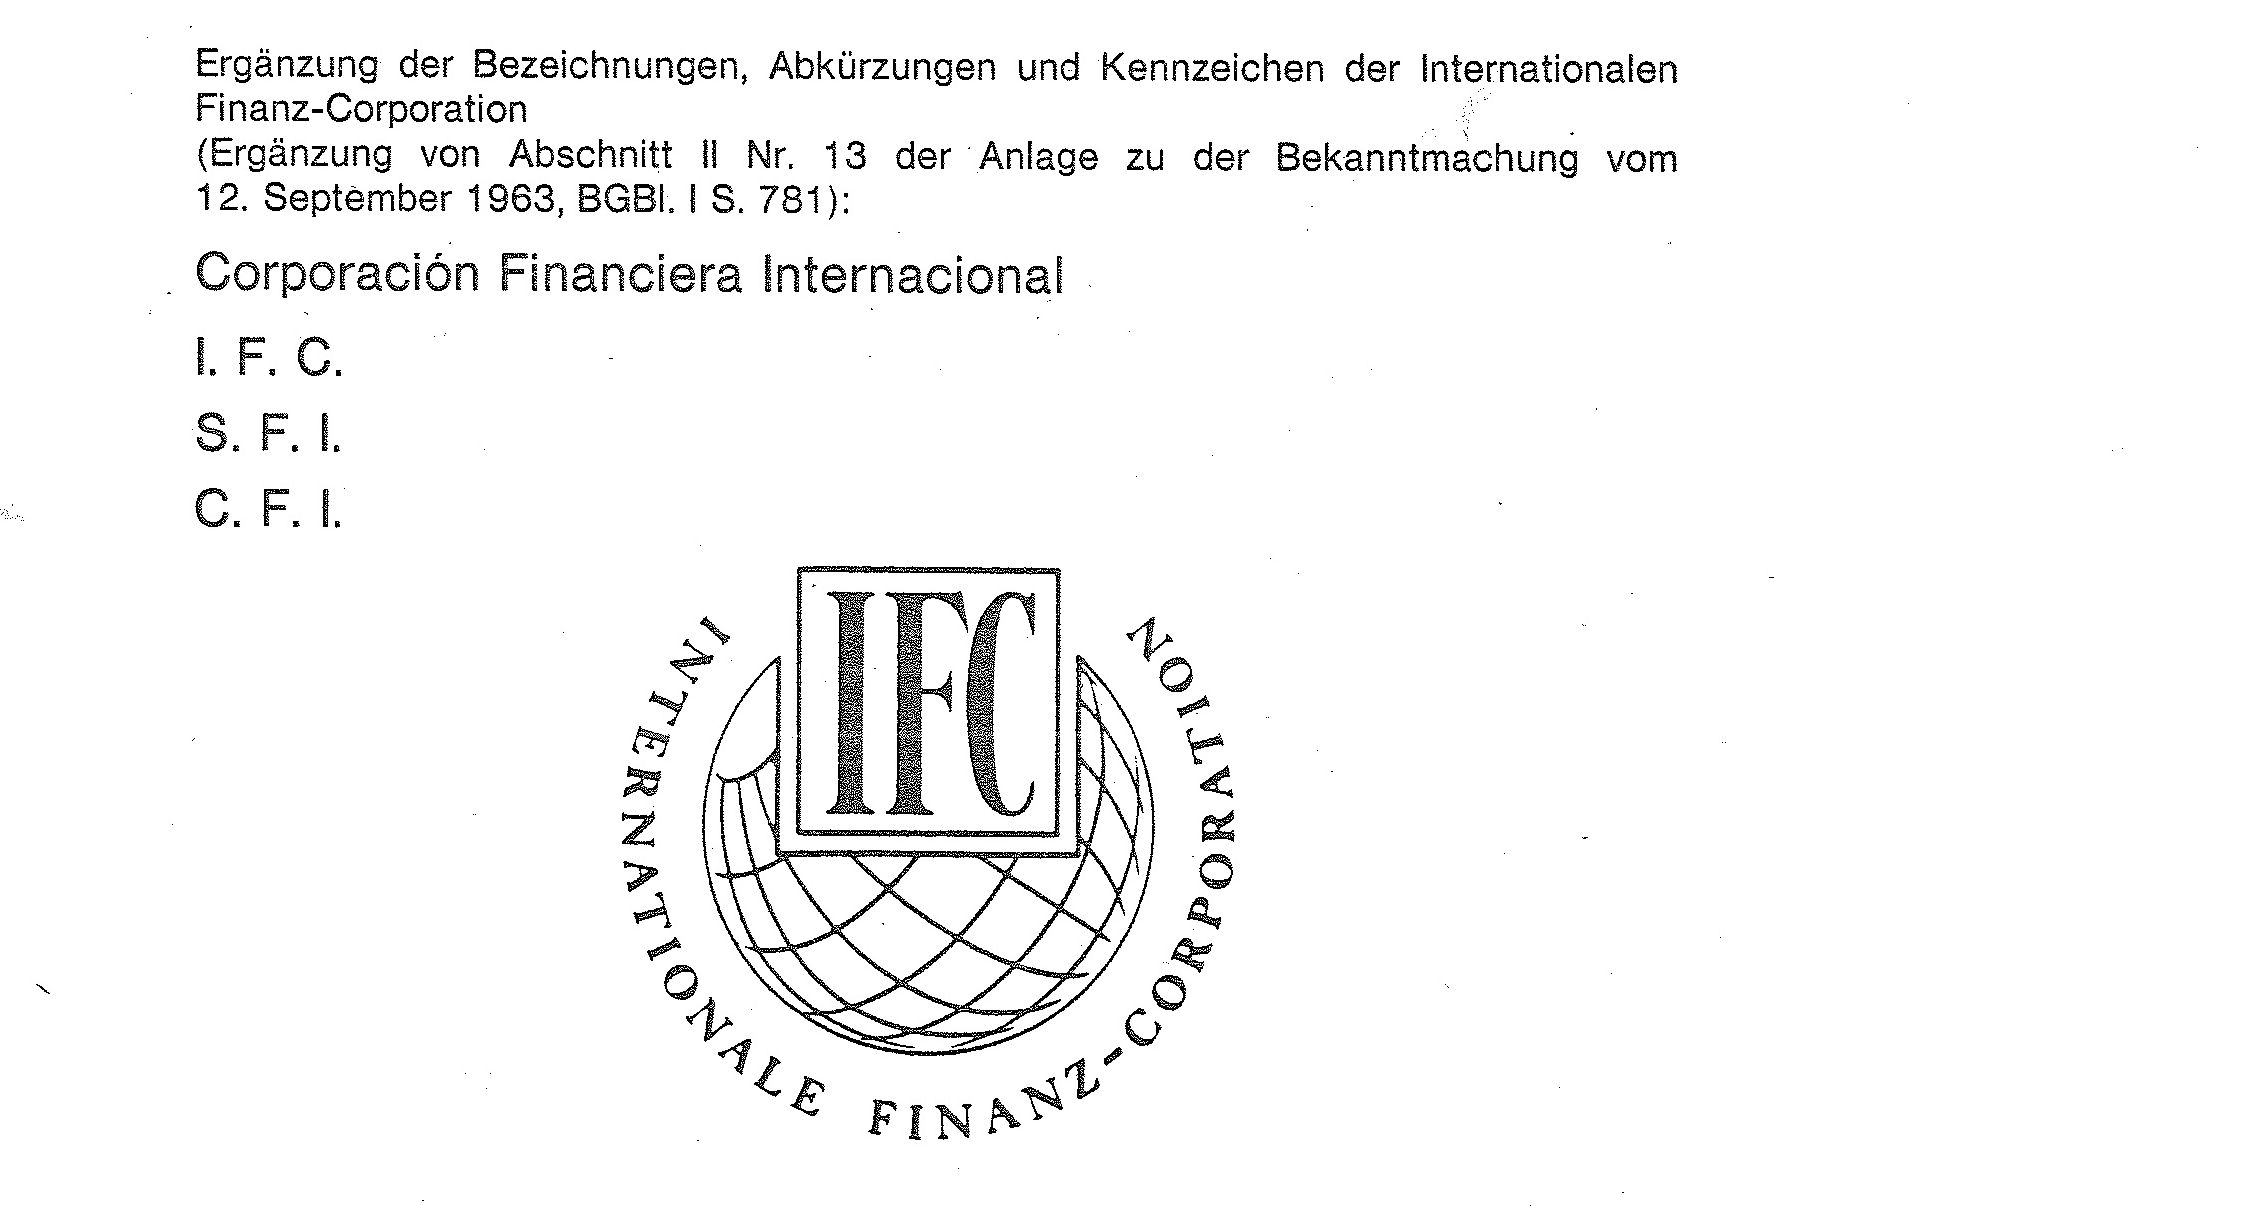 Ergänzung der Bezeichnungen, Abkürzungen und Kennzeichen der Internationalen
Finanz-Corporation
(Ergänzung von Abschnitt II Nr. 13 der Anlage zu der Bekanntmachung vom
12. September 1963, BGBl. I S. 781):
Corporación Financiera Internacional
I. F. C.
S. F. I.
C. F. I.
IFC
INTERNATIONALE FINANZ-CORPORATION